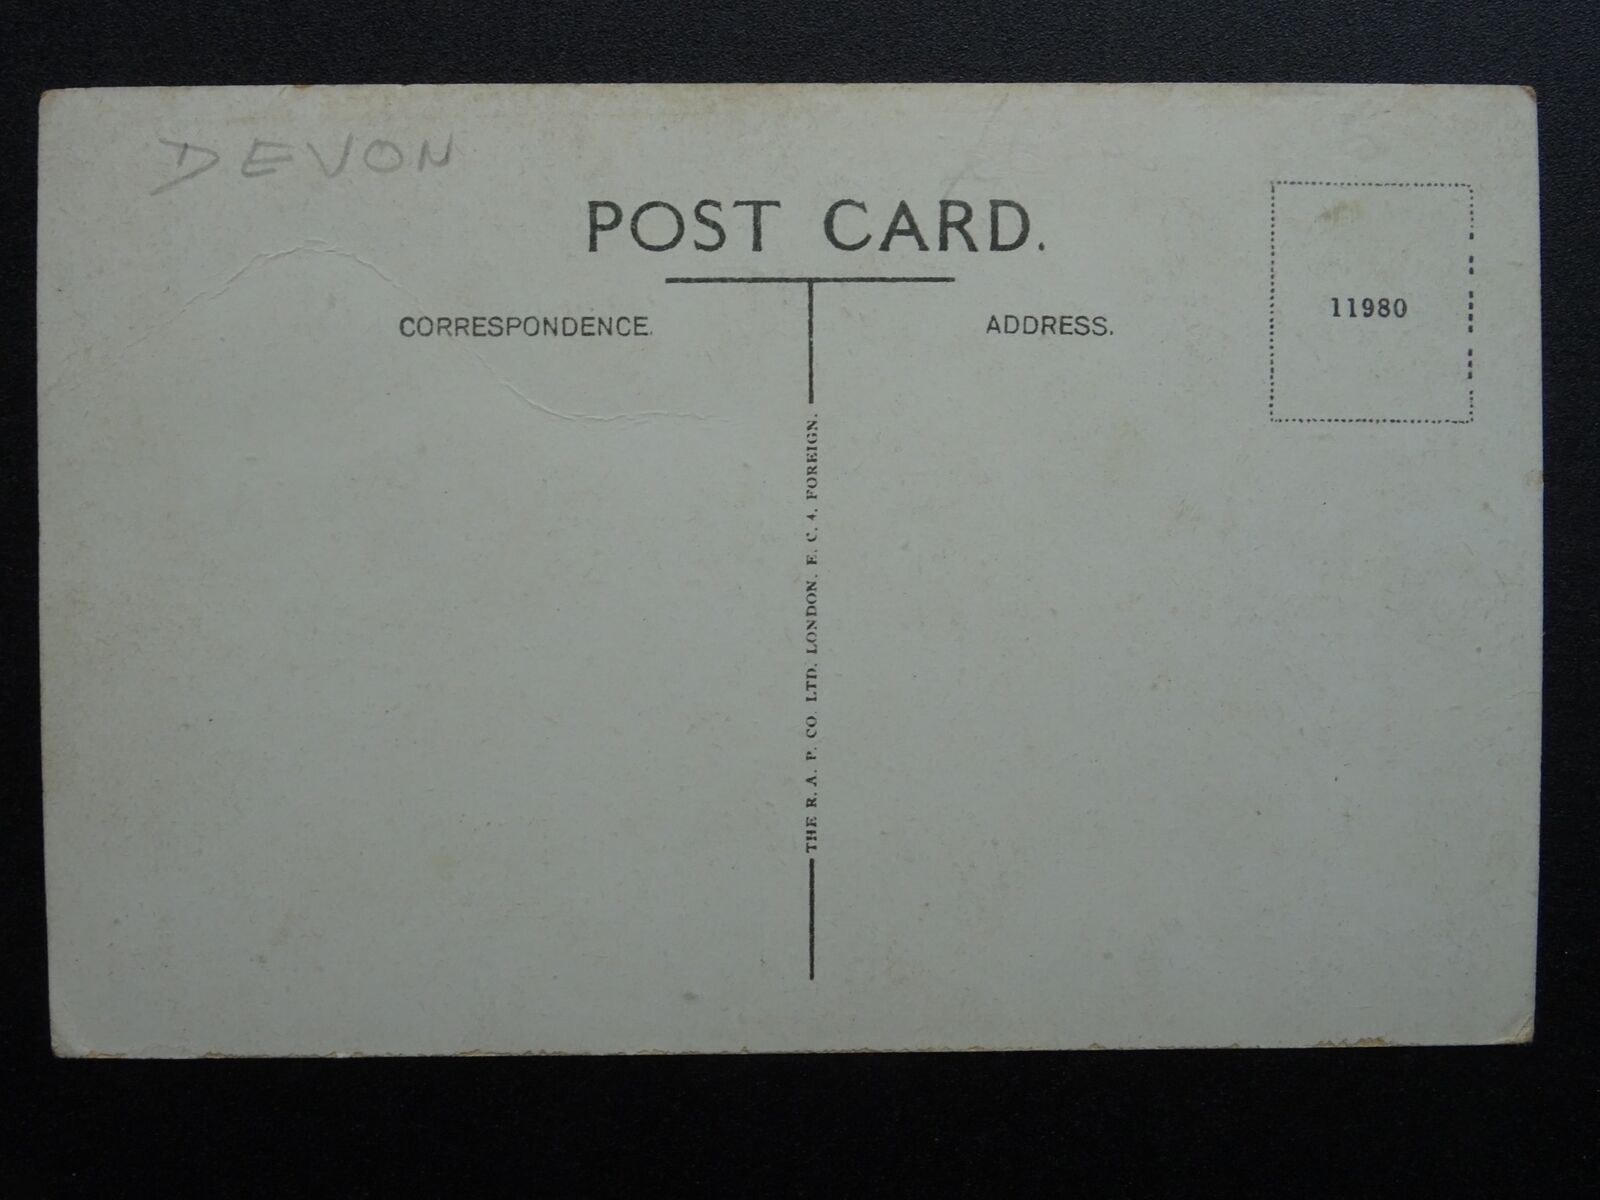 DEVON
POST CARD.
CORRESPONDENCE.
ADDRESS.
11980
THE R. A. P. CO. LTD. LONDON. E. C. 4. FOREIGN.